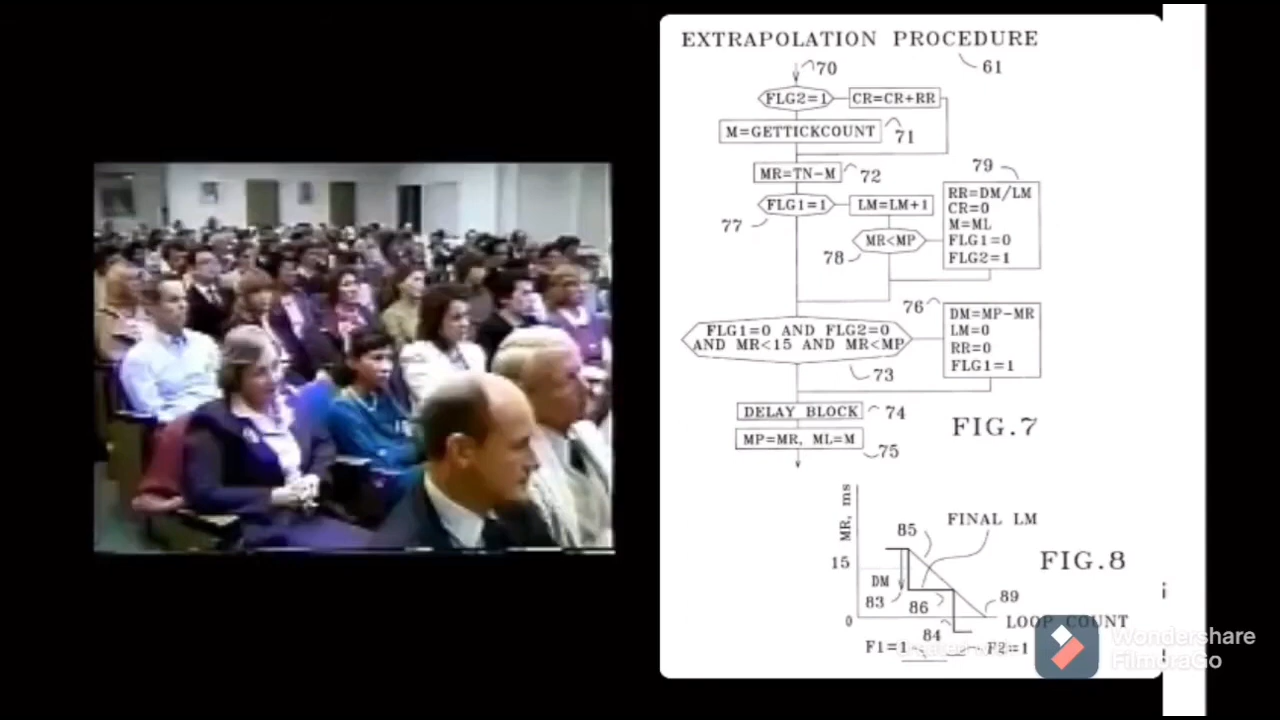 EXTRAPOLATION PROCEDURE
61
70
FLG2=1
CR=CR+RR
M=GETTICKCOUNT
71
MR=TN-M
72
79
FLG1=1
LM=LM+1
RR=DM/LM
CR=0
M=ML
FLG1=0
FLG2=1
77
MR<MP
78
76
FLG1=0 AND FLG2=0
AND MR<15 AND MR<MP
DM=MP-MR
LM=0
RR=0
FLG1=1
73
DELAY BLOCK
74
FIG.7
MP=MR, ML=M
75
MR, ms
FINAL LM
85
15
FIG.8
DM
83
86
89
0
LOOP COUNT
84
F1=1
F2=1
Wondershare
FilmoraGo